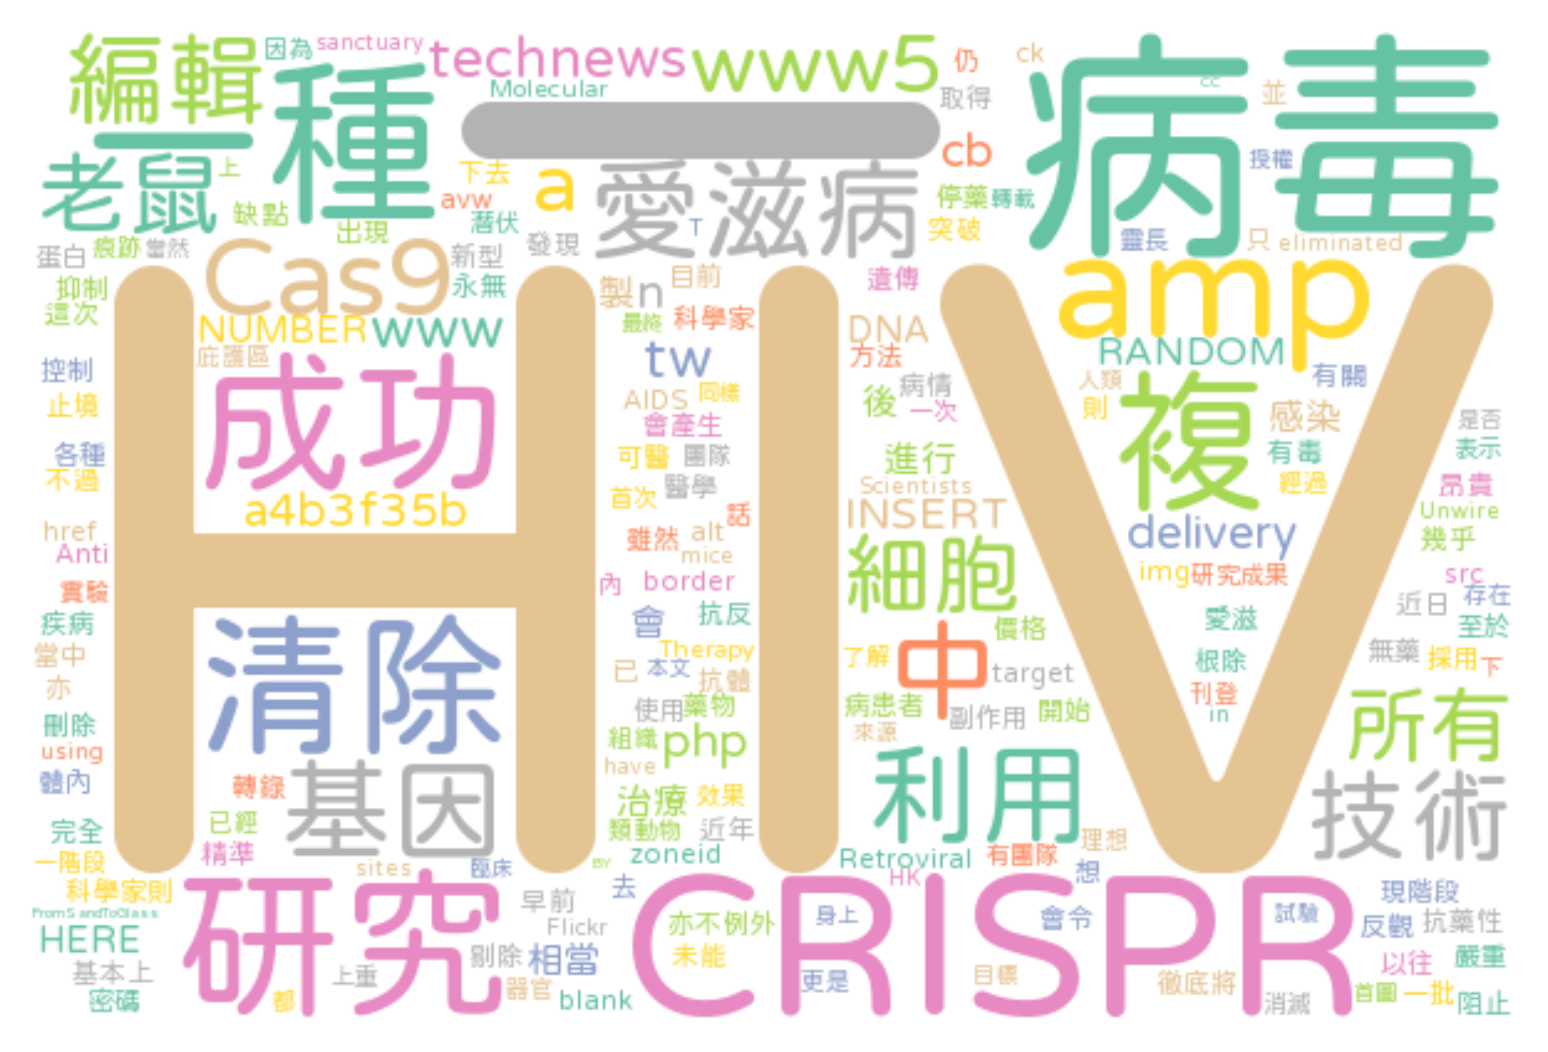 編輯 因為 sanctuary technews www5 仍 ck 病毒
一種 Molecular 一 取得 cc 並
老鼠 上 下去 a 愛滋病 cb 停藥 轉載 授權
缺點 出現 avw 潛伏 T 突破 靈長 只 eliminated
蛋白 痕跡 當然 Cas9 新型 發現 amp
抑制 永無 製 n 目前 遺傳
這次 NUMBER www 最終 科學家 DNA RANDOM
控制 庇護區 tw 方法 有關
HIV
止境 成功 AIDS 同樣 後 病情 人類 複 感染
會產生 一次 則 是否
各種 可醫 團隊 進行 有毒 表示
不過 a4b3f35b 首次 醫學 Scientists 經過 昂貴
href 話 INSERT delivery Unwire
Anti 雖然 alt mice 細胞 幾乎
實驗 內 border img 研究成果 src
疾病 清除 會 抗反 中 價格 愛滋 近日 存在 至於
當中 Therapy 了解 target 根除 無藥 採用 下
亦 已 本文 抗體 刊登
刪除 使用 藥物 病患者 副作用 開始 in 所有
using 組織 php 來源
體內 轉錄 基因 have 利用 技術
完全 已經 治療 效果
一階段 精準 類動物 近年 理想
科學家則 sites 臨床 BY zoneid Retroviral 有團隊 想
FromSandToGlass 研究 早前 去 HK CRISPR 現階段
HERE Flickr 亦不例外 身上 會令 試驗 反觀 抗藥性
基本上 上重 剔除 相當 未能 更是 目標 徹底將 以往 嚴重
密碼 都 器官 blank 消滅 首圖 一批 阻止